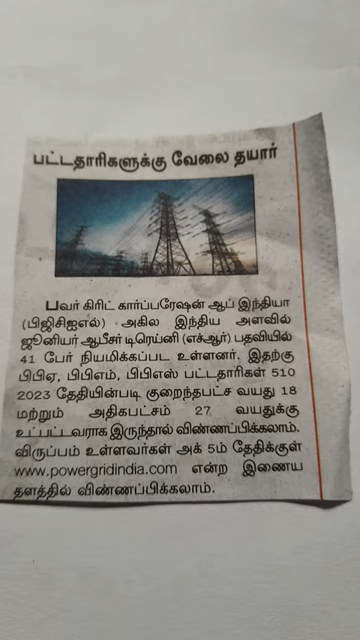 பட்டதாரிகளுக்கு வேலை தயார்
பவர் கிரிட் கார்ப்பரேஷன் ஆப் இந்தியா
(பிஜிசிஐஎல்) அகில இந்திய அளவில்
ஜூனியர் ஆபீசர் டிரெய்னி (எச்ஆர்) பதவியில்
41 பேர் நியமிக்கப்பட உள்ளனர். இதற்கு
பிபிஏ, பிபிஎம், பிபிஎஸ் பட்டதாரிகள் 510
2023 தேதியின்படி குறைந்தபட்ச வயது 18
மற்றும் அதிகபட்சம் 27 வயதுக்கு
உட்பட்டவராக இருந்தால் விண்ணப்பிக்கலாம்.
விருப்பம் உள்ளவர்கள் அக் 5ம் தேதிக்குள்
www.powergridindia.com என்ற இணைய
தளத்தில் விண்ணப்பிக்கலாம்.